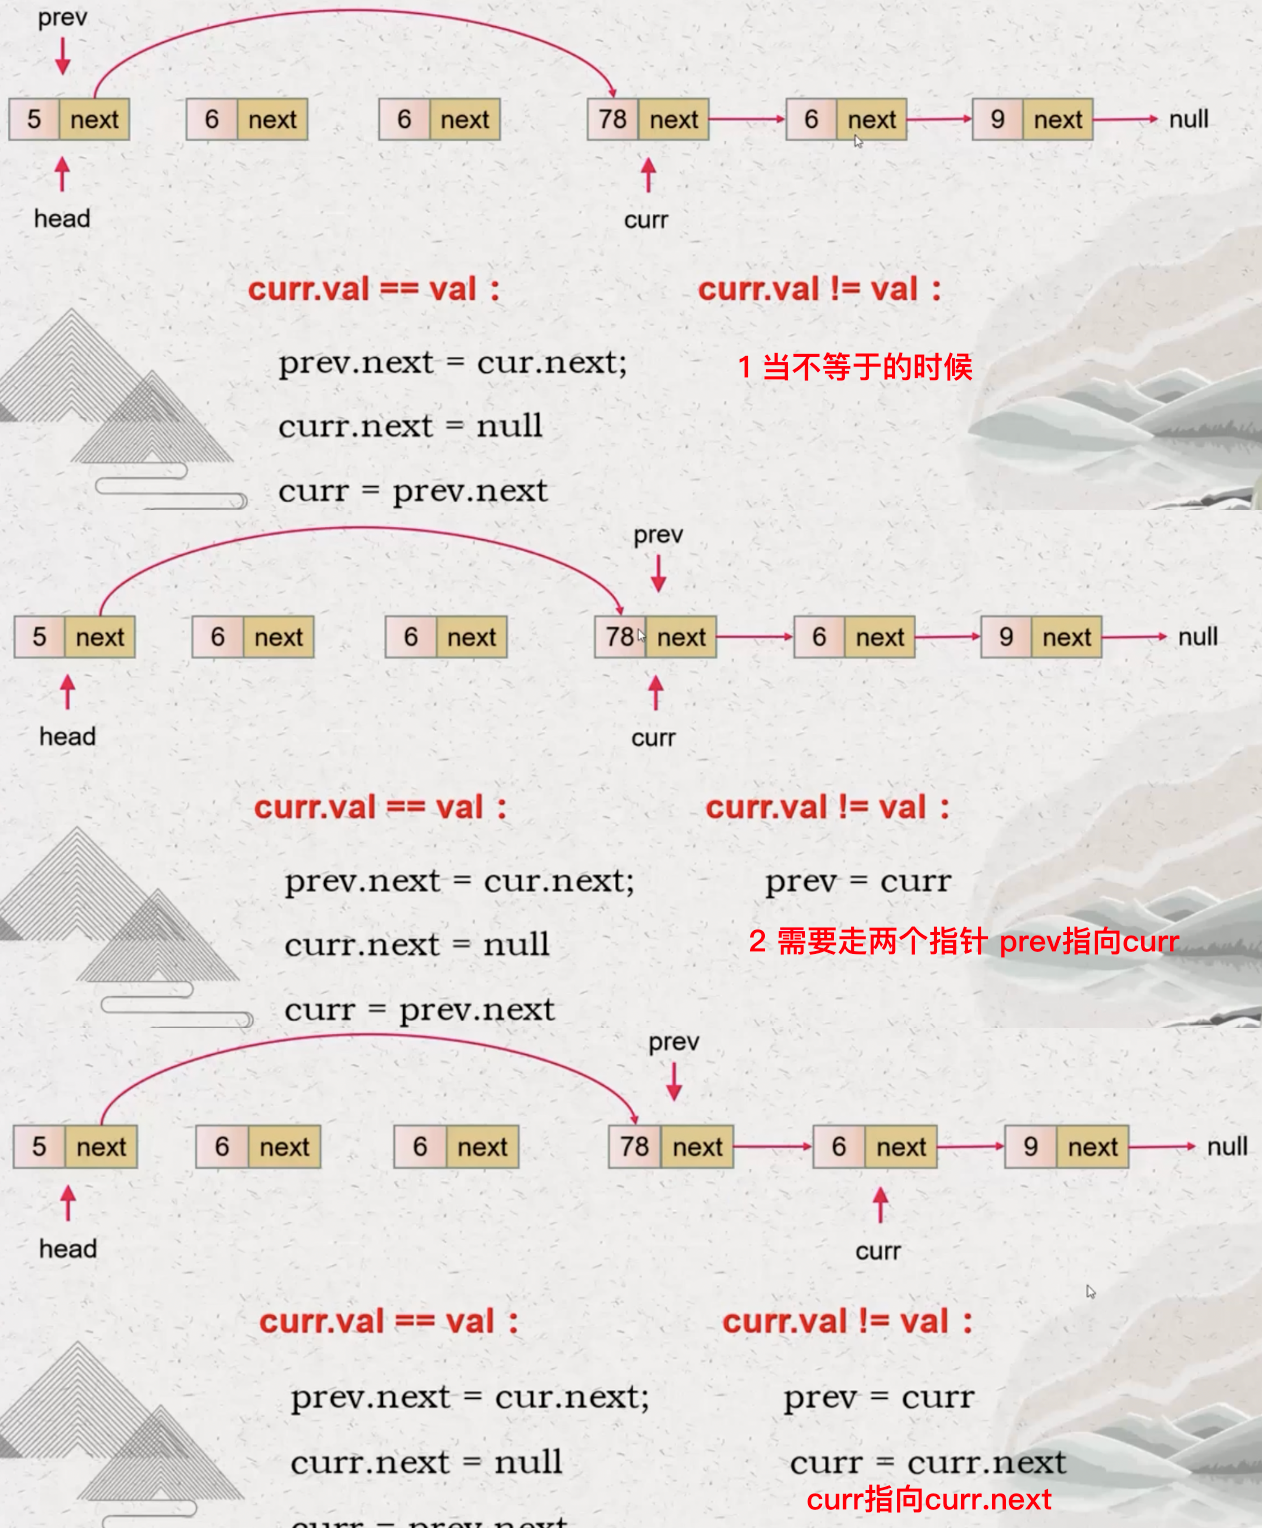 prev
5 next 6 next 6 next 78 next 6 next 9 next null
head curr
curr.val == val： curr.val != val：
prev.next = cur.next; 1 当不等于的时候
curr.next = null
curr = prev.next
prev
5 next 6 next 6 next 78 next 6 next 9 next null
head curr
curr.val == val： curr.val != val：
prev.next = cur.next; prev = curr
curr.next = null 2 需要走两个指针 prev指向curr
curr = prev.next
prev
5 next 6 next 6 next 78 next 6 next 9 next null
head curr
curr.val == val： curr.val != val：
prev.next = cur.next; prev = curr
curr.next = null curr = curr.next
curr指向curr.next
curr = prev.next